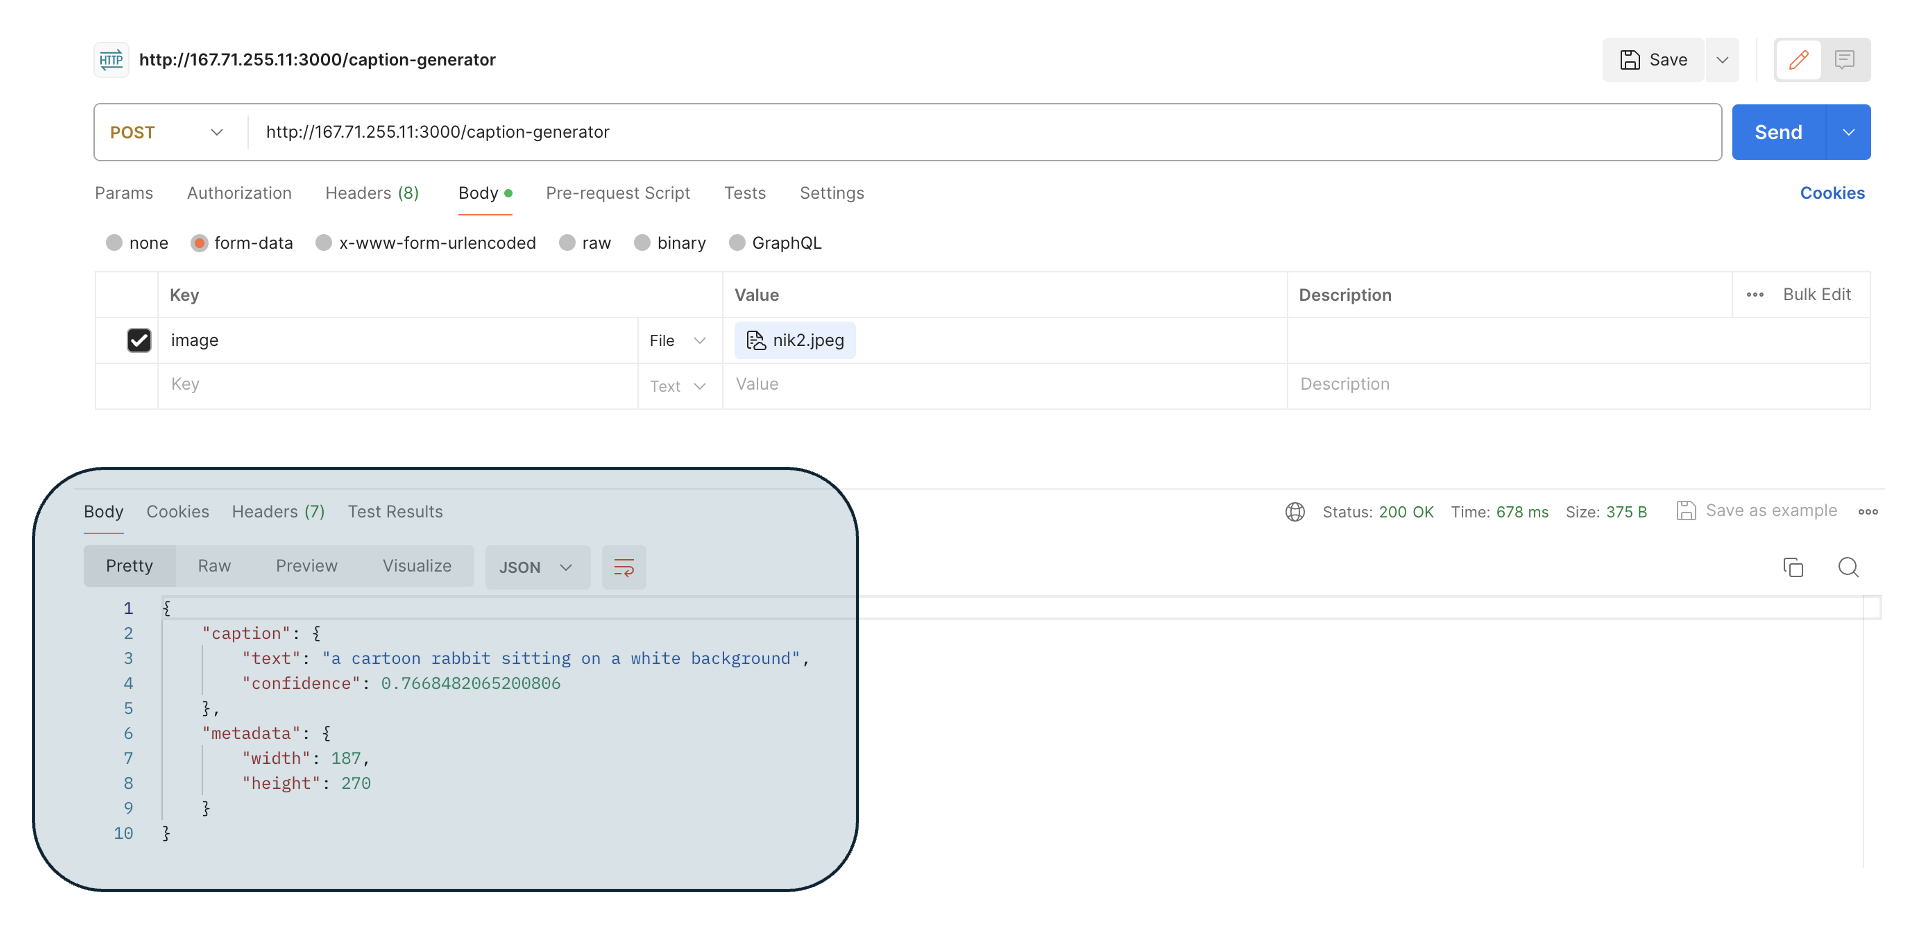 HTTP http://167.71.255.11:3000/caption-generator Save
POST http://167.71.255.11:3000/caption-generator Send
Params Authorization Headers (8) Body Pre-request Script Tests Settings Cookies
none form-data x-www-form-urlencoded raw binary GraphQL
Key Value Description Bulk Edit
image File nik2.jpeg
Key Text Value Description
Body Cookies Headers (7) Test Results Status: 200 OK Time: 678 ms Size: 375 B Save as example
Pretty Raw Preview Visualize JSON
1 {
2 "caption": {
3 "text": "a cartoon rabbit sitting on a white background",
4 "confidence": 0.7668482065200806
5 },
6 "metadata": {
7 "width": 187,
8 "height": 270
9 }
10 }